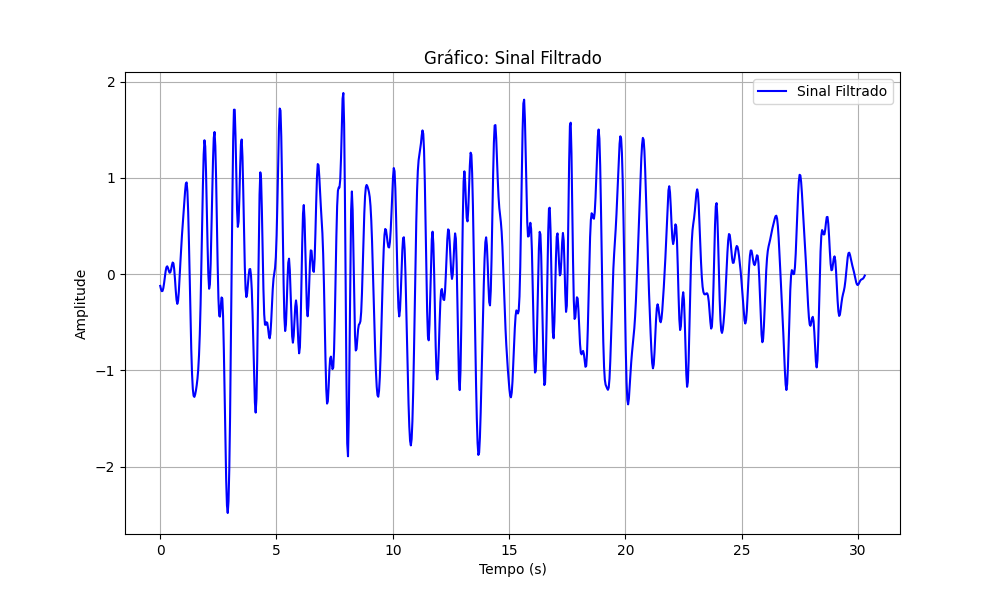 Gráfico: Sinal Filtrado
Sinal Filtrado
Amplitude
2
1
0
−1
−2
0 5 10 15 20 25 30
Tempo (s)